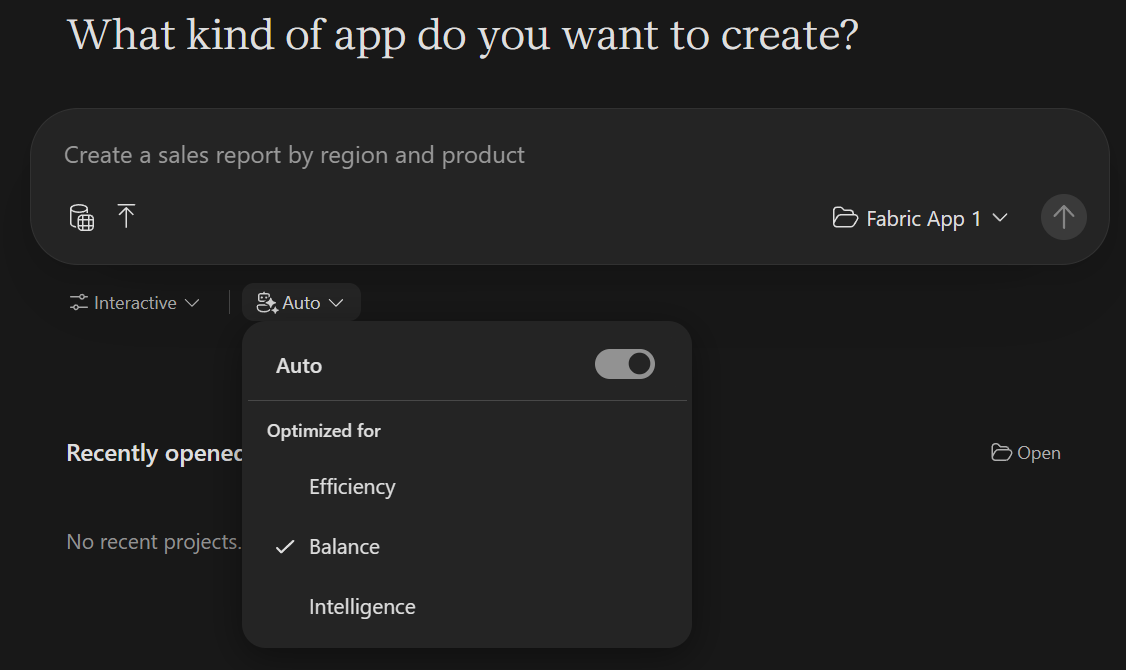 What kind of app do you want to create?
Create a sales report by region and product
Fabric App 1
Interactive
Auto
Auto
Optimized for
Recently opened
Open
Efficiency
No recent projects.
Balance
Intelligence